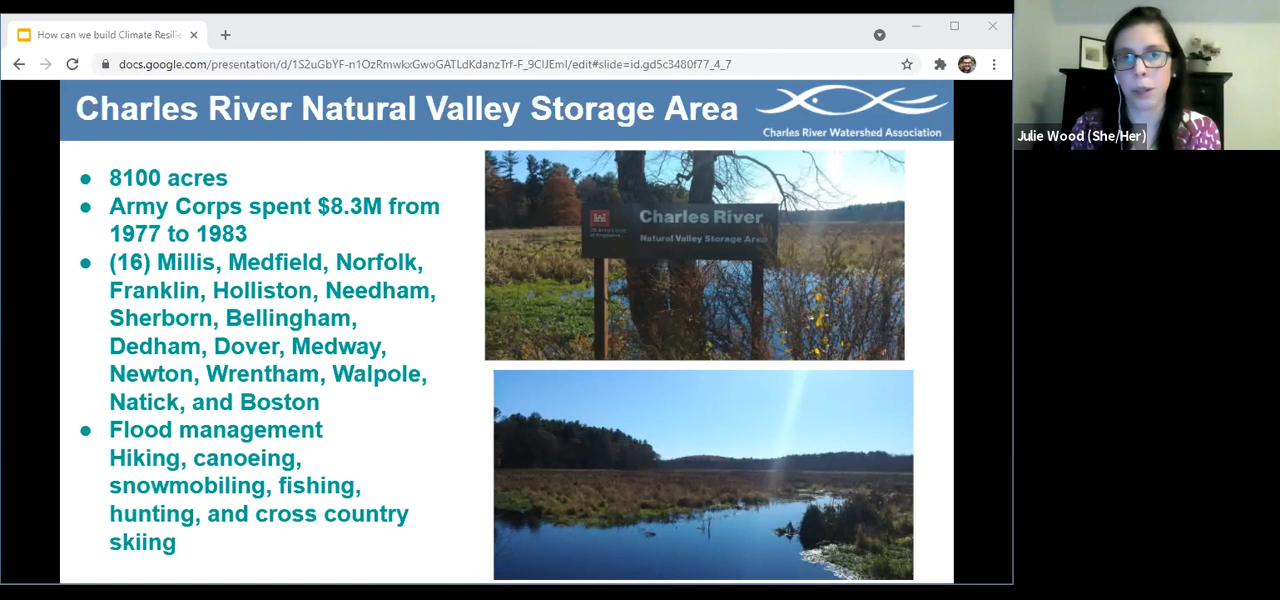 How can we build Climate Resilie
docs.google.com/presentation/d/1S2uGbYF-n1OzRnwkxGwoGATLdKdanzTrf-F_9ClJEmI/edit#slide=id.gd5c3480f77_4_7
Charles River Natural Valley Storage Area
Charles River Watershed Association
● 8100 acres
● Army Corps spent $8.3M from
1977 to 1983
● (16) Millis, Medfield, Norfolk,
Franklin, Holliston, Needham,
Sherborn, Bellingham,
Dedham, Dover, Medway,
Newton, Wrentham, Walpole,
Natick, and Boston
● Flood management
Hiking, canoeing,
snowmobiling, fishing,
hunting, and cross country
skiing
Charles River
Natural Valley Storage Area
Julie Wood (She/Her)